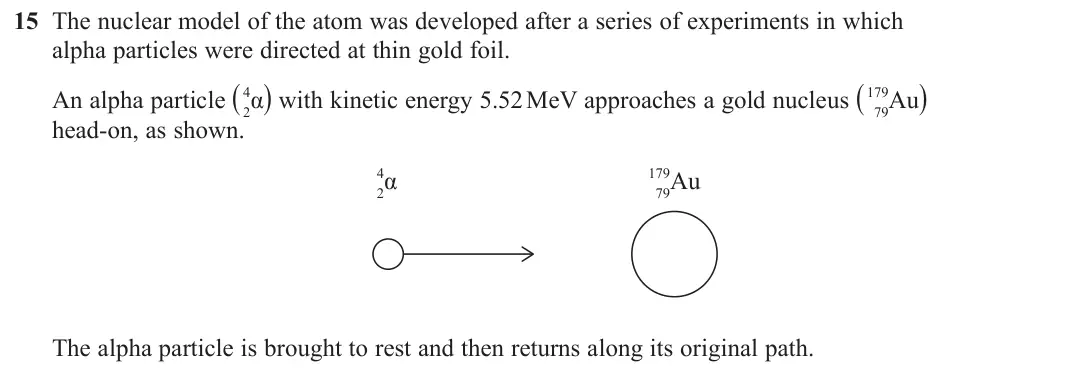 15 The nuclear model of the atom was developed after a series of experiments in which
alpha particles were directed at thin gold foil.
An alpha particle (⁴₂α) with kinetic energy 5.52 MeV approaches a gold nucleus (¹⁷⁹₇₉Au)
head-on, as shown.
⁴₂α ¹⁷⁹₇₉Au
The alpha particle is brought to rest and then returns along its original path.